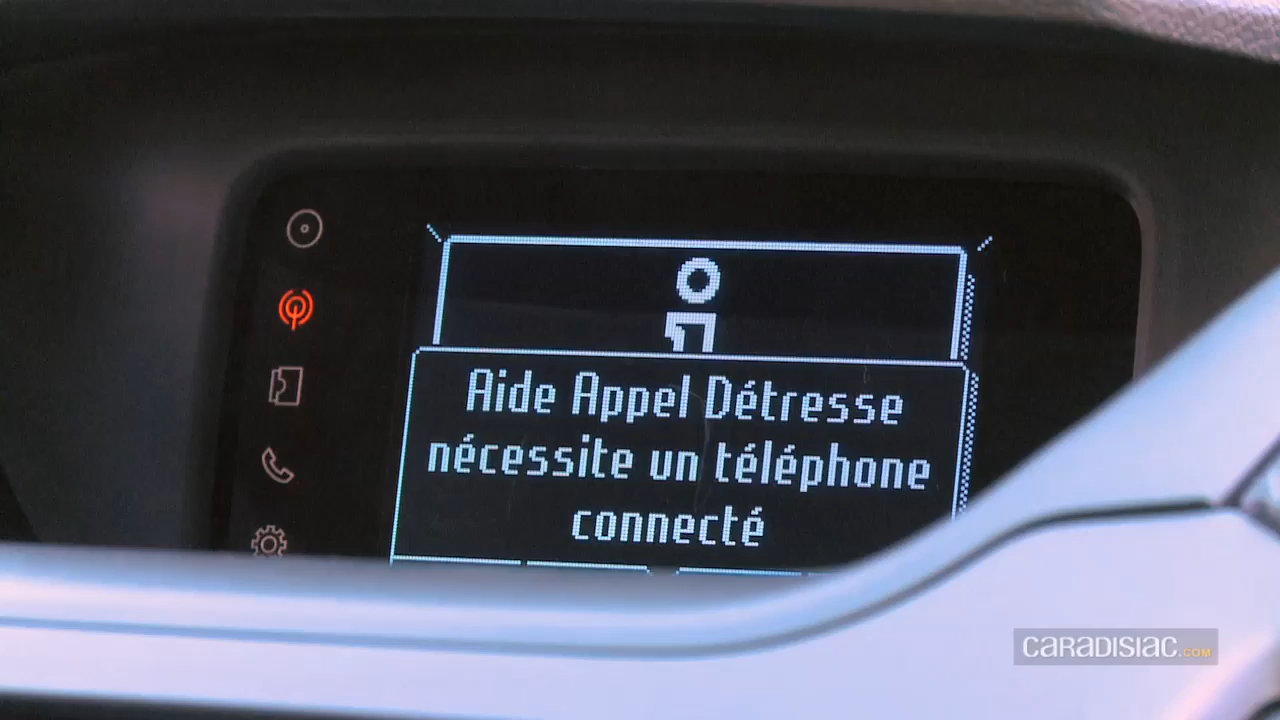 Aide Appel Détresse
nécessite un téléphone
connecté
CARADISIAC.COM